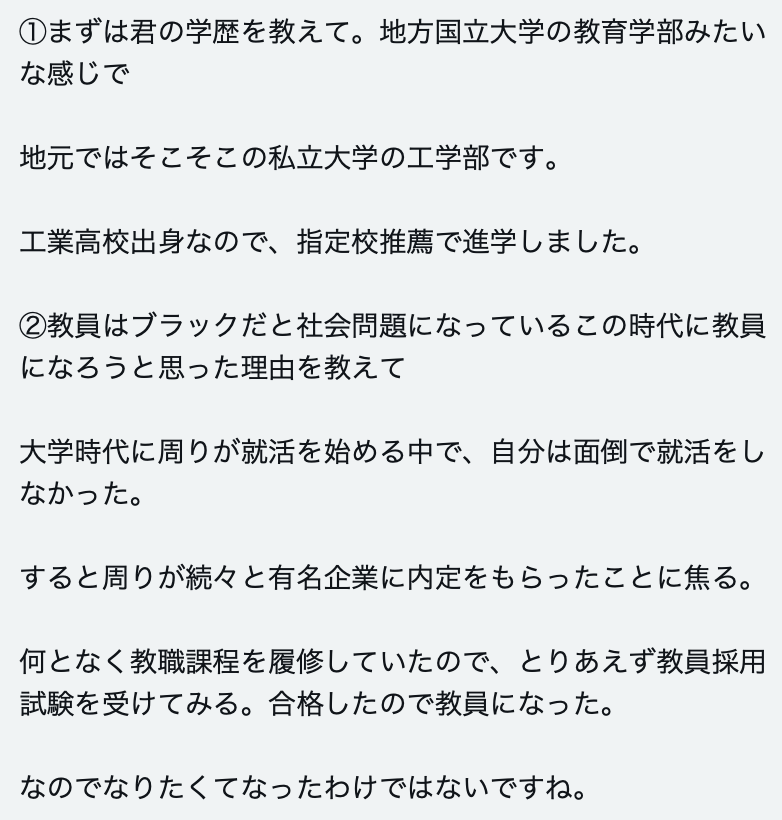 ①まずは君の学歴を教えて。地方国立大学の教育学部みたい
な感じで
地元ではそこそこの私立大学の工学部です。
工業高校出身なので、指定校推薦で進学しました。
②教員はブラックだと社会問題になっているこの時代に教員
になろうと思った理由を教えて
大学時代に周りが就活を始める中で、自分は面倒で就活をし
なかった。
すると周りが続々と有名企業に内定をもらったことに焦る。
何となく教職課程を履修していたので、とりあえず教員採用
試験を受けてみる。合格したので教員になった。
なのでなりたくてなったわけではないですね。